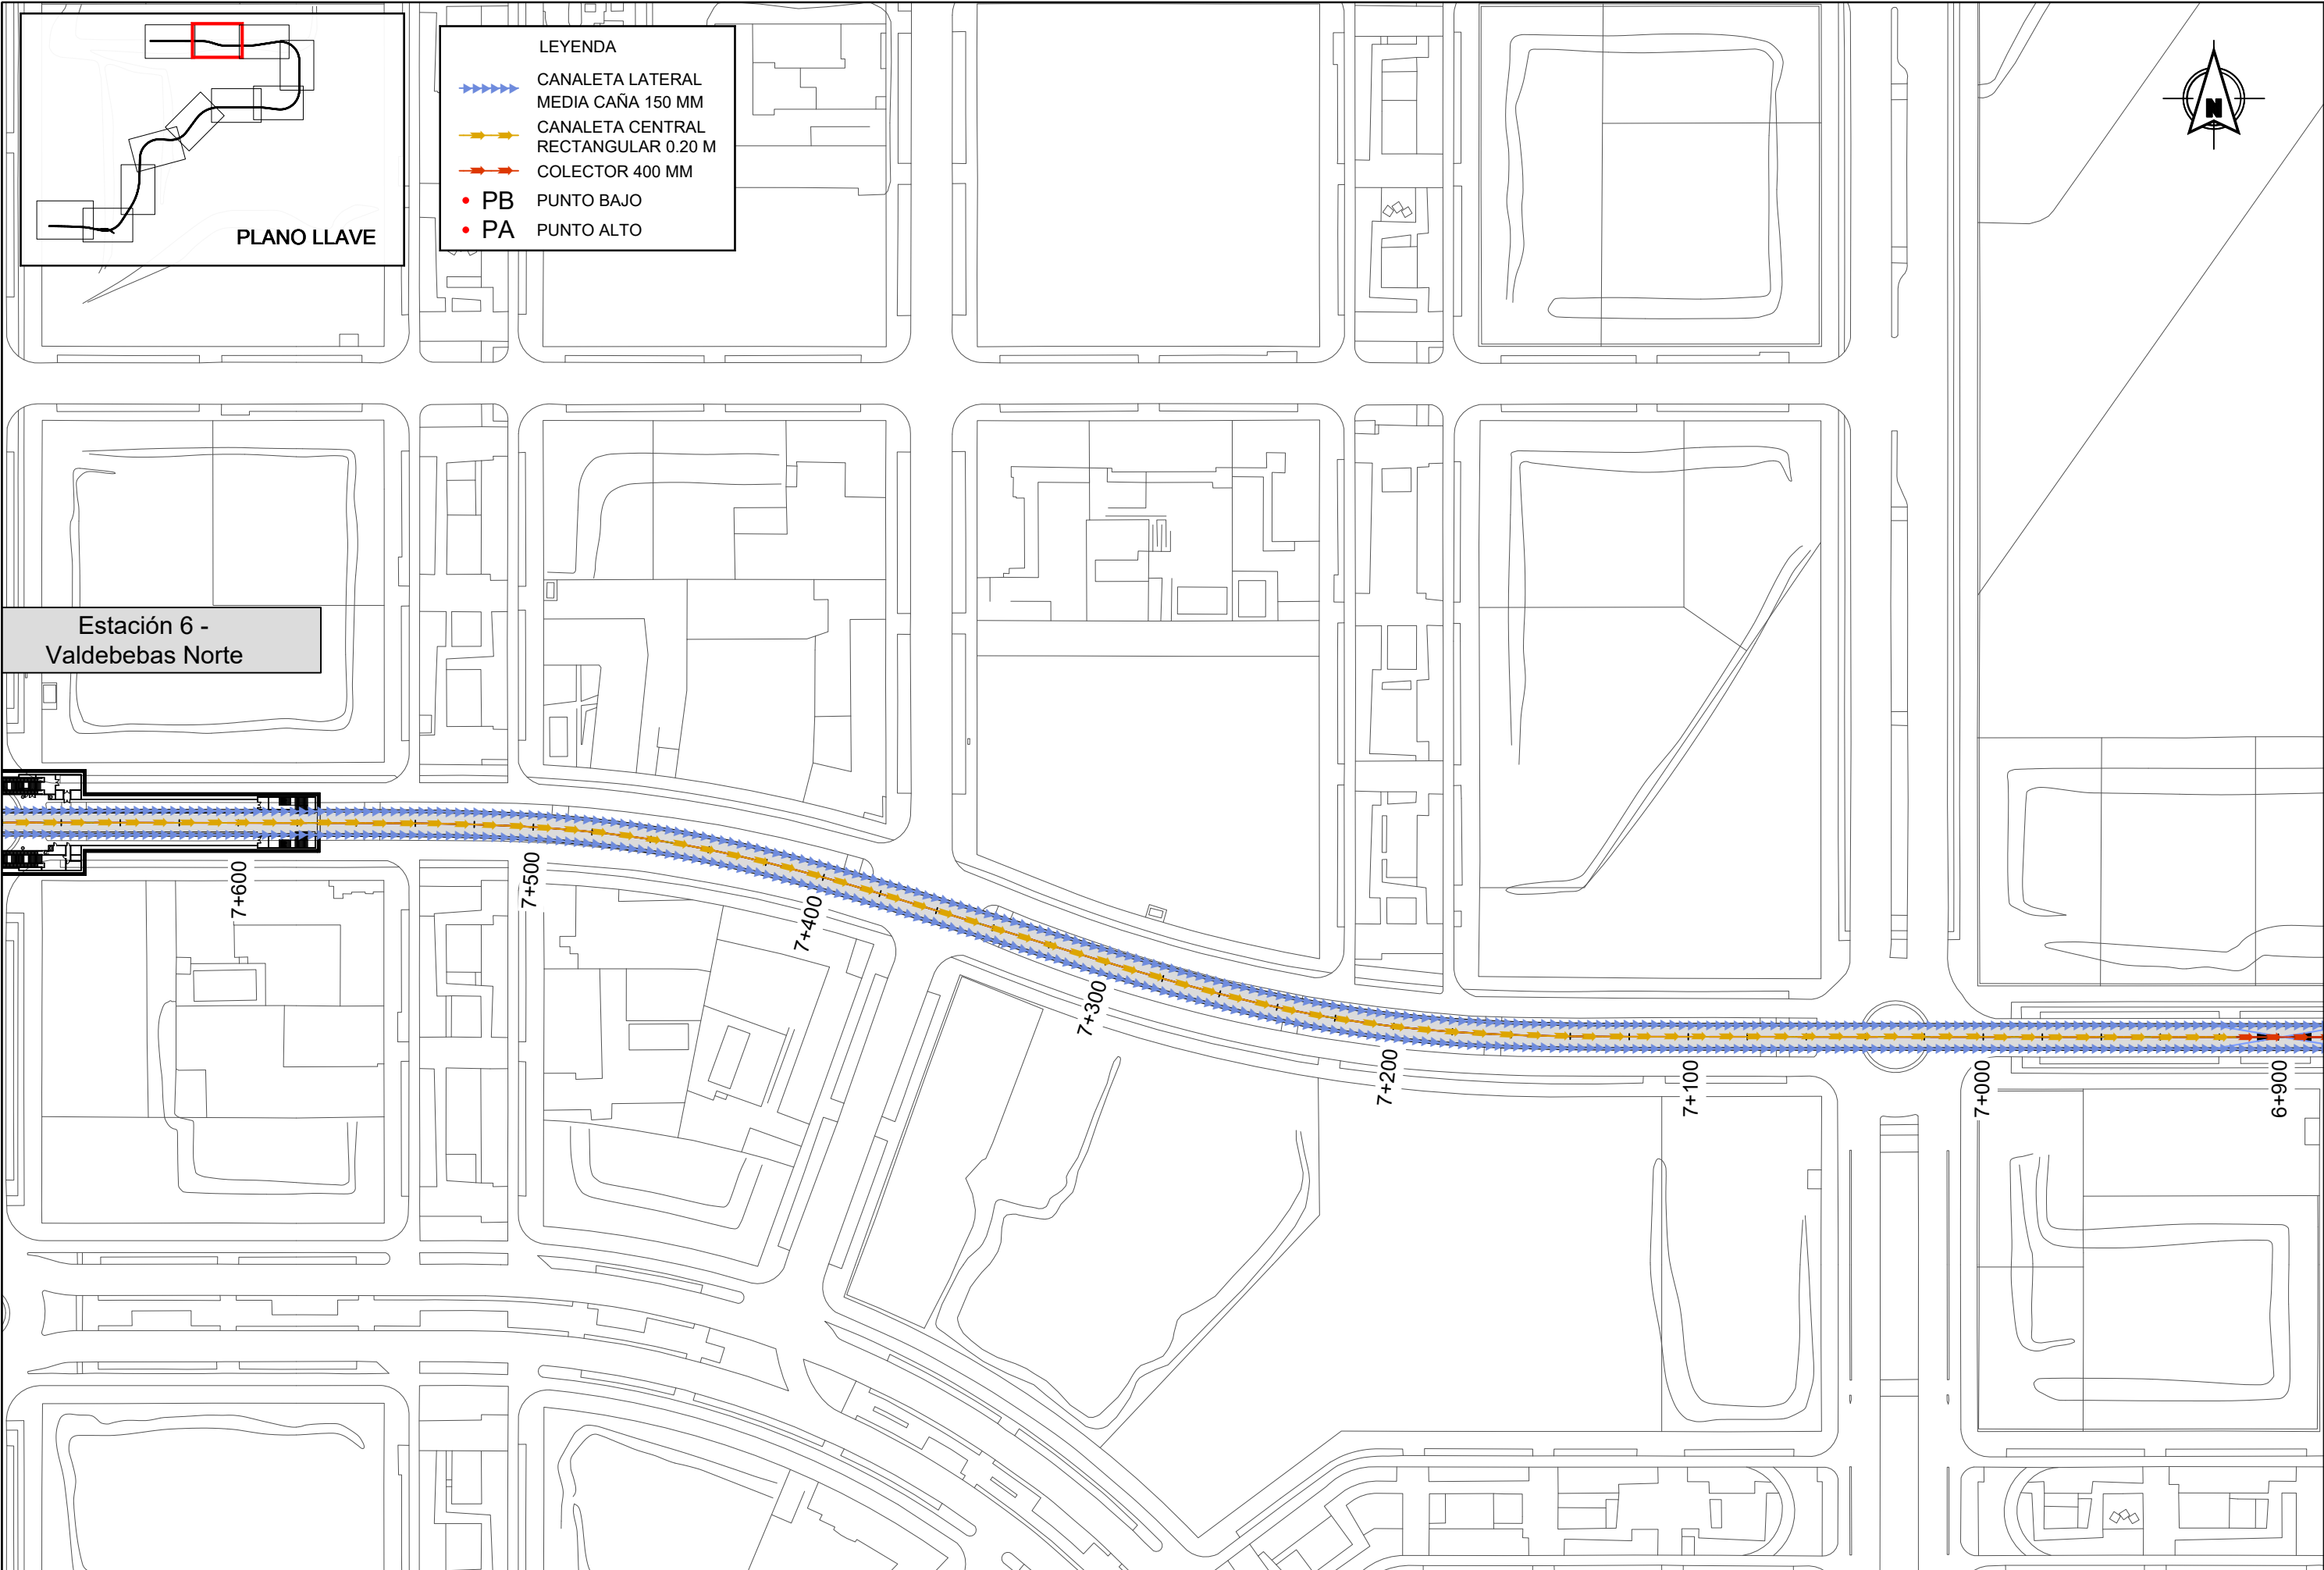 PLANO LLAVE
LEYENDA
CANALETA LATERAL
MEDIA CAÑA 150 MM
CANALETA CENTRAL
RECTANGULAR 0.20 M
COLECTOR 400 MM
PB PUNTO BAJO
PA PUNTO ALTO
N
Estación 6 -
Valdebebas Norte
7+600
7+500
7+400
7+300
7+200
7+100
7+000
6+900